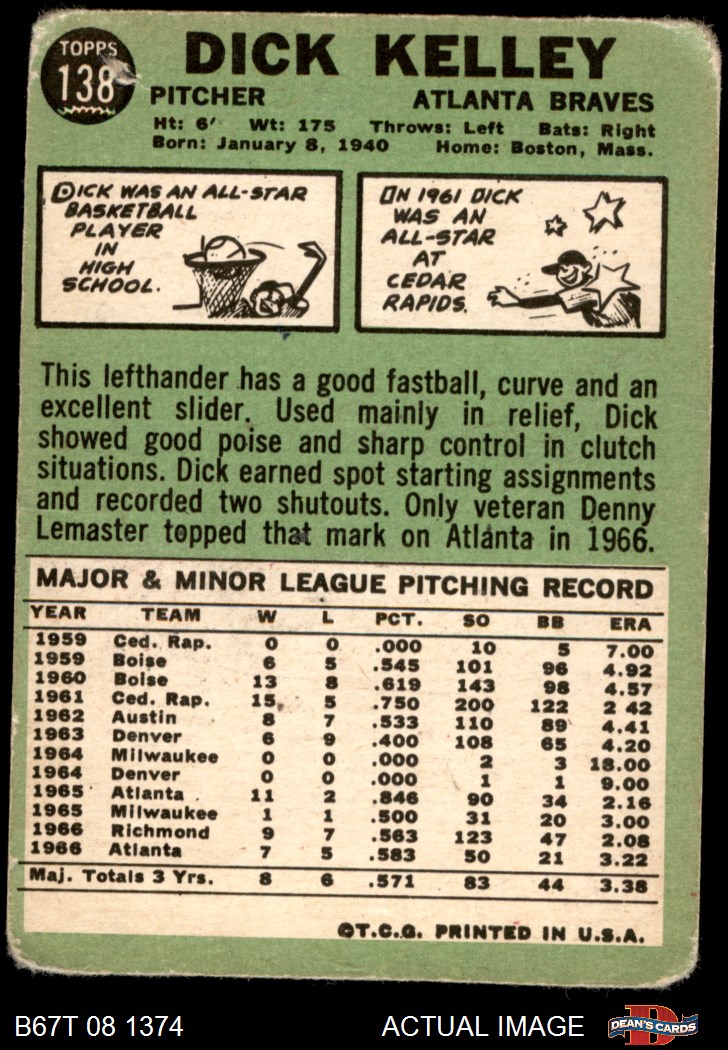 TOPPS
138
DICK KELLEY
PITCHER ATLANTA BRAVES
Ht: 6' Wt: 175 Throws: Left Bats: Right
Born: January 8, 1940 Home: Boston, Mass.
DICK WAS AN ALL-STAR
BASKETBALL
PLAYER
IN
HIGH
SCHOOL.
IN 1961 DICK
WAS AN
ALL-STAR
AT
CEDAR
RAPIDS.
This lefthander has a good fastball, curve and an
excellent slider. Used mainly in relief, Dick
showed good poise and sharp control in clutch
situations. Dick earned spot starting assignments
and recorded two shutouts. Only veteran Denny
Lemaster topped that mark on Atlanta in 1966.
MAJOR & MINOR LEAGUE PITCHING RECORD
YEAR TEAM W L PCT. SO BB ERA
1959 Ced. Rap. 0 0 .000 10 5 7.00
1959 Boise 6 5 .545 101 96 4.92
1960 Boise 13 8 .619 143 98 4.57
1961 Ced. Rap. 15 5 .750 200 122 2 42
1962 Austin 8 7 .533 110 89 4.41
1963 Denver 6 9 .400 108 65 4.20
1964 Milwaukee 0 0 .000 2 3 18.00
1964 Denver 0 0 .000 1 1 9.00
1965 Atlanta 11 2 .846 90 34 2.16
1965 Milwaukee 1 1 .500 31 20 3.00
1966 Richmond 9 7 .563 123 47 2.08
1966 Atlanta 7 5 .583 50 21 3.22
Maj. Totals 3 Yrs. 8 6 .571 83 44 3.38
©T.C.G. PRINTED IN U.S.A.
B67T 08 1374 ACTUAL IMAGE
DEAN'S CARDS